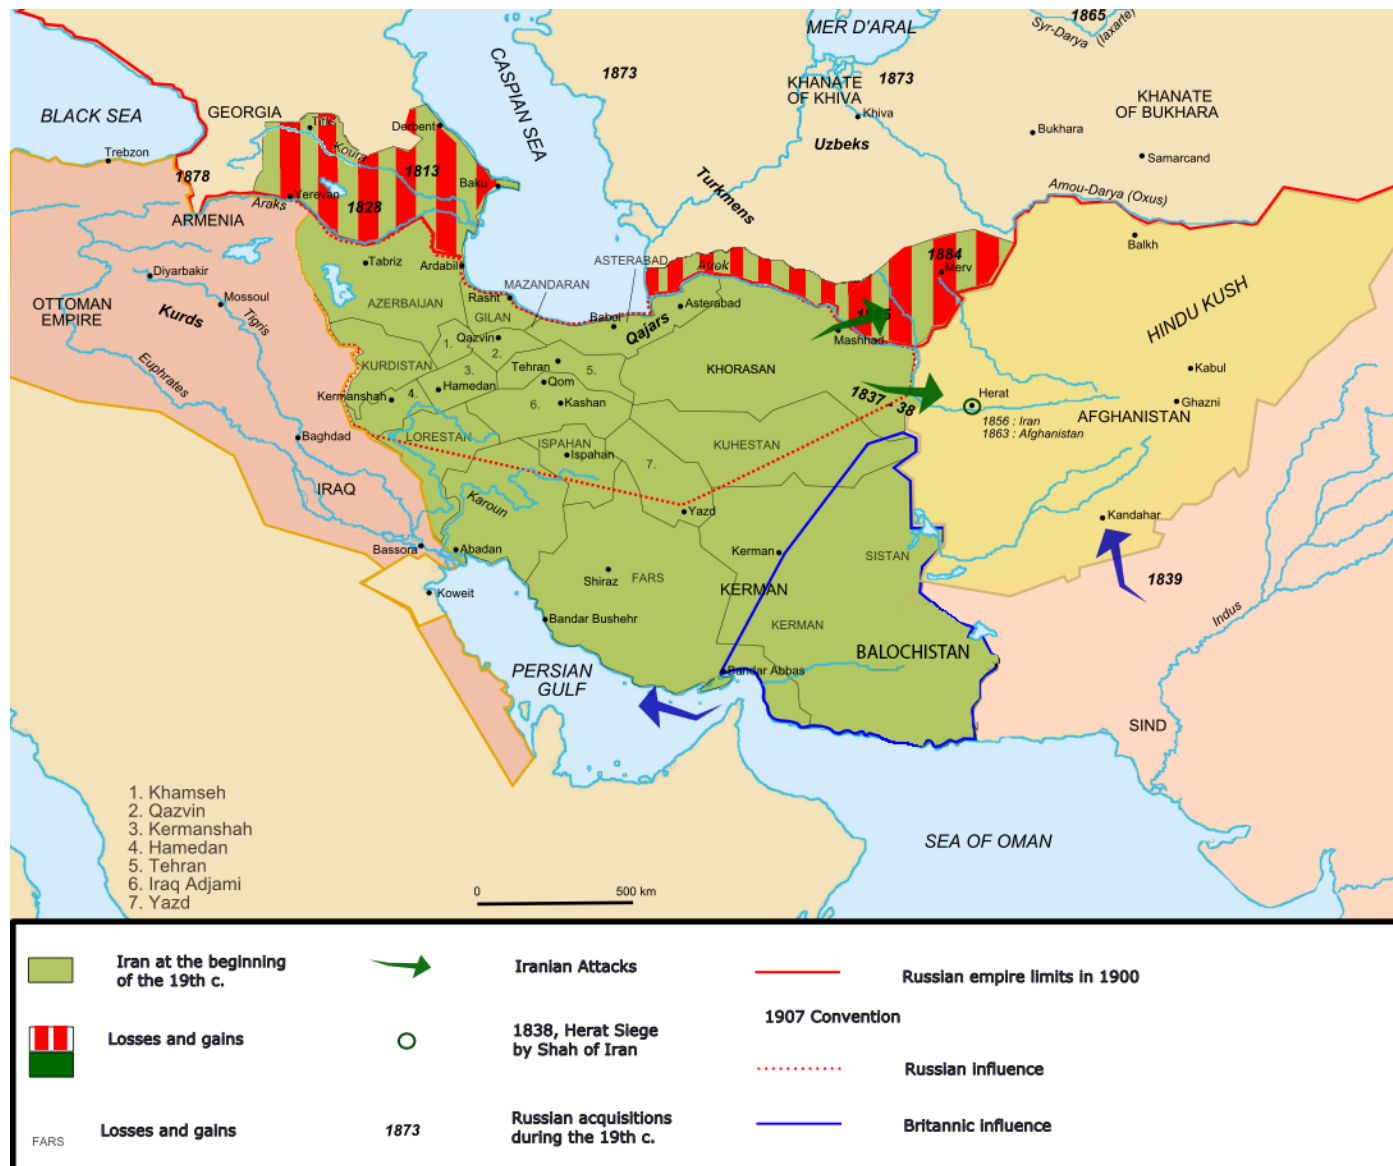 MER D'ARAL
1865
Syr-Darya (Iaxarte)
CASPIAN SEA
1873
KHANATE
OF KHIVA
1873
KHANATE
OF BUKHARA
BLACK SEA
GEORGIA
Tiflis
Derbent
Khiva
Bukhara
Uzbeks
Trebzon
Koura
1813
Samarcand
1878
Baku
Turkmens
Amou-Darya (Oxus)
Yerevan
Araks
1828
ARMENIA
Balkh
Tabriz
Ardabil
ASTERABAD
Atrek
1884
Merv
Diyarbakir
MAZANDARAN
OTTOMAN
EMPIRE
Mossoul
Kurds
Tigris
AZERBAIJAN
Rasht
GILAN
Babol
Asterabad
Qajars
1885
Mashhad
HINDU KUSH
Euphrates
1.
Qazvin
2.
KURDISTAN
3.
Tehran
5.
KHORASAN
Kabul
Kermanshah
4.
Hamedan
Qom
6.
Kashan
1837 - 38
Herat
1856 : Iran
1863 : Afghanistan
Ghazni
AFGHANISTAN
Baghdad
LORESTAN
ISPAHAN
Ispahan
KUHESTAN
7.
IRAQ
Karoun
Yazd
Kandahar
Bassora
Abadan
Kerman
SISTAN
Shiraz
FARS
1839
Koweit
KERMAN
Indus
Bandar Bushehr
KERMAN
BALOCHISTAN
PERSIAN
GULF
Bandar Abbas
SIND
SEA OF OMAN
1. Khamseh
2. Qazvin
3. Kermanshah
4. Hamedan
5. Tehran
6. Iraq Adjami
7. Yazd
0 500 km
Iran at the beginning
of the 19th c.
Iranian Attacks
Russian empire limits in 1900
Losses and gains
1838, Herat Siege
by Shah of Iran
1907 Convention
Russian influence
FARS
Losses and gains
1873
Russian acquisitions
during the 19th c.
Britannic influence